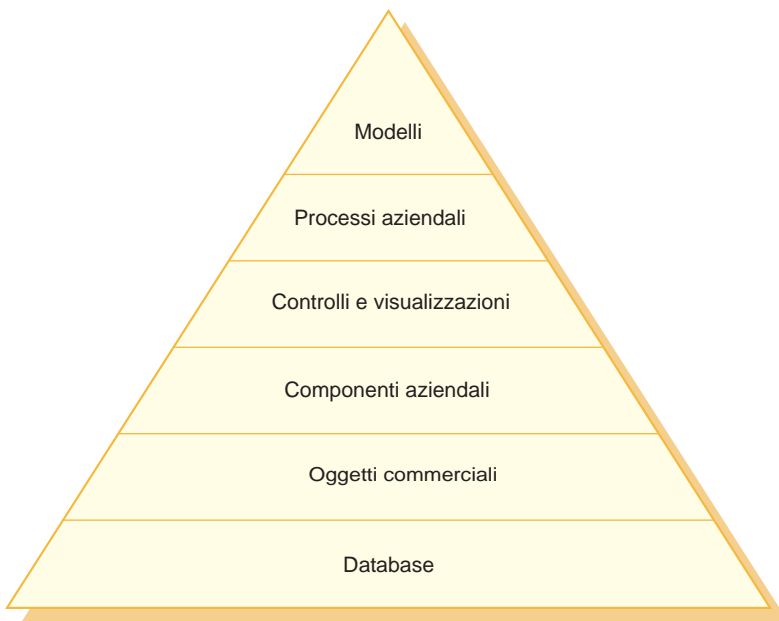 Modelli
Processi aziendali
Controlli e visualizzazioni
Componenti aziendali
Oggetti commerciali
Database